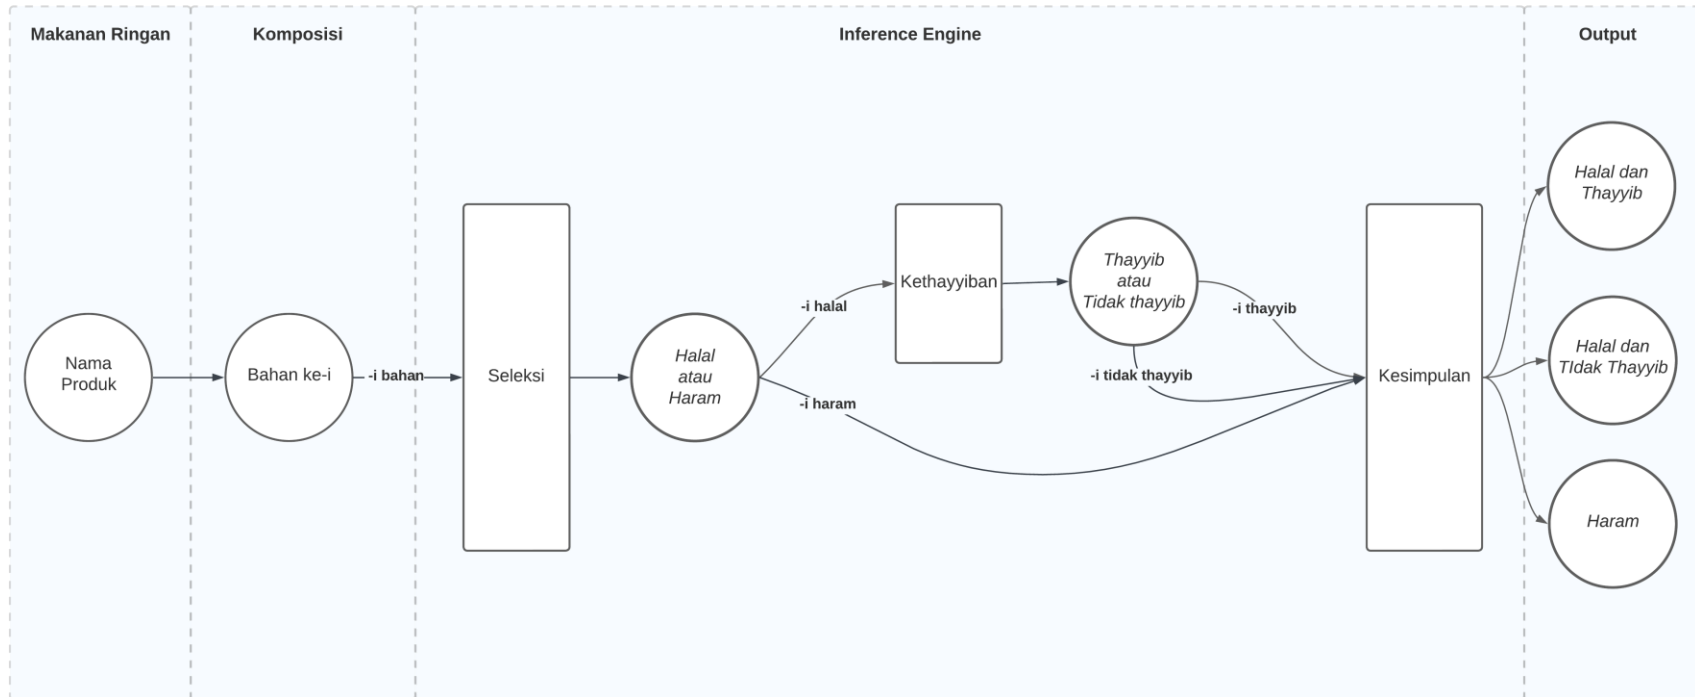 Makanan Ringan
Komposisi
Inference Engine
Output
Nama
Produk
Bahan ke-i
-i bahan
Seleksi
Halal
atau
Haram
-i halal
-i haram
Kethayyiban
Thayyib
atau
Tidak thayyib
-i thayyib
-i tidak thayyib
Kesimpulan
Halal dan
Thayyib
Halal dan
TIdak Thayyib
Haram